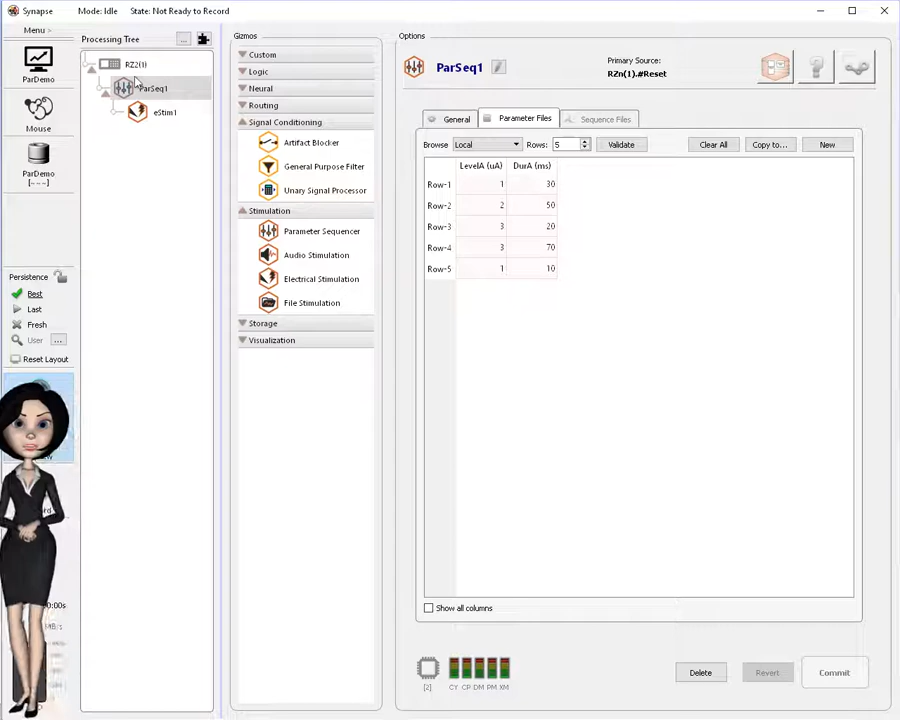 Synapse Mode: Idle State: Not Ready to Record
Menu
ParDemo
Mouse
ParDemo
[---]
Persistence
Best
Last
Fresh
User ...
Reset Layout
Processing Tree ...
RZ2(1)
ParSeq1
eStim1
Gizmos
Custom
Logic
Neural
Routing
Signal Conditioning
Artifact Blocker
General Purpose Filter
Unary Signal Processor
Stimulation
Parameter Sequencer
Audio Stimulation
Electrical Stimulation
File Stimulation
Storage
Visualization
Options
ParSeq1
Primary Source:
RZn(1).#Reset
General Parameter Files Sequence Files
Browse Local Rows: 5 Validate Clear All Copy to... New
LevelA (uA) DurA (ms)
Row-1 1 30
Row-2 2 50
Row-3 3 20
Row-4 3 70
Row-5 1 10
Show all columns
[2] CY CP DM PM XM
Delete Revert Commit